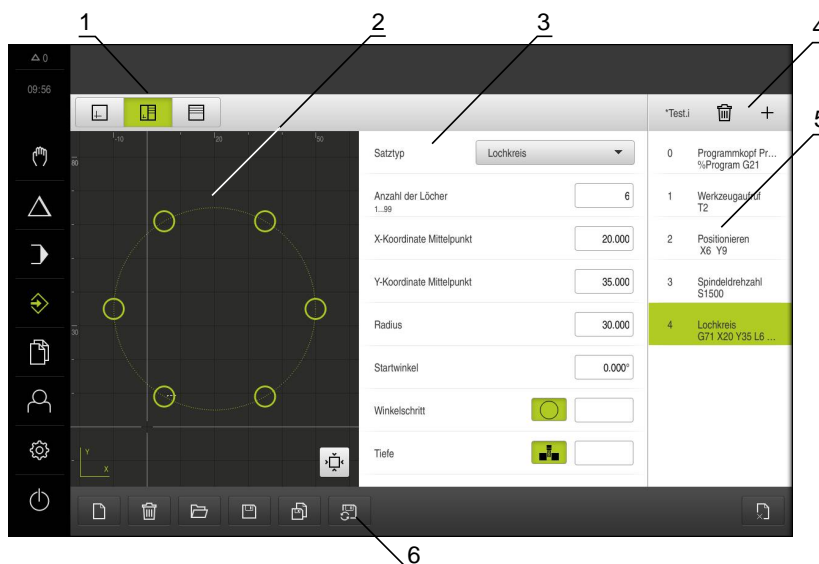 1
2
3
4
5
6
0
09:56
-10
20
50
80
30
Y
X
Satztyp
Lochkreis
Anzahl der Löcher
1...99
6
X-Koordinate Mittelpunkt
20.000
Y-Koordinate Mittelpunkt
35.000
Radius
30.000
Startwinkel
0.000°
Winkelschritt
Tiefe
*Test.i
0 Programmkopf Pr...
%Program G21
1 Werkzeugaufruf
T2
2 Positionieren
X6 Y9
3 Spindeldrehzahl
S1500
4 Lochkreis
G71 X20 Y35 L6 ...